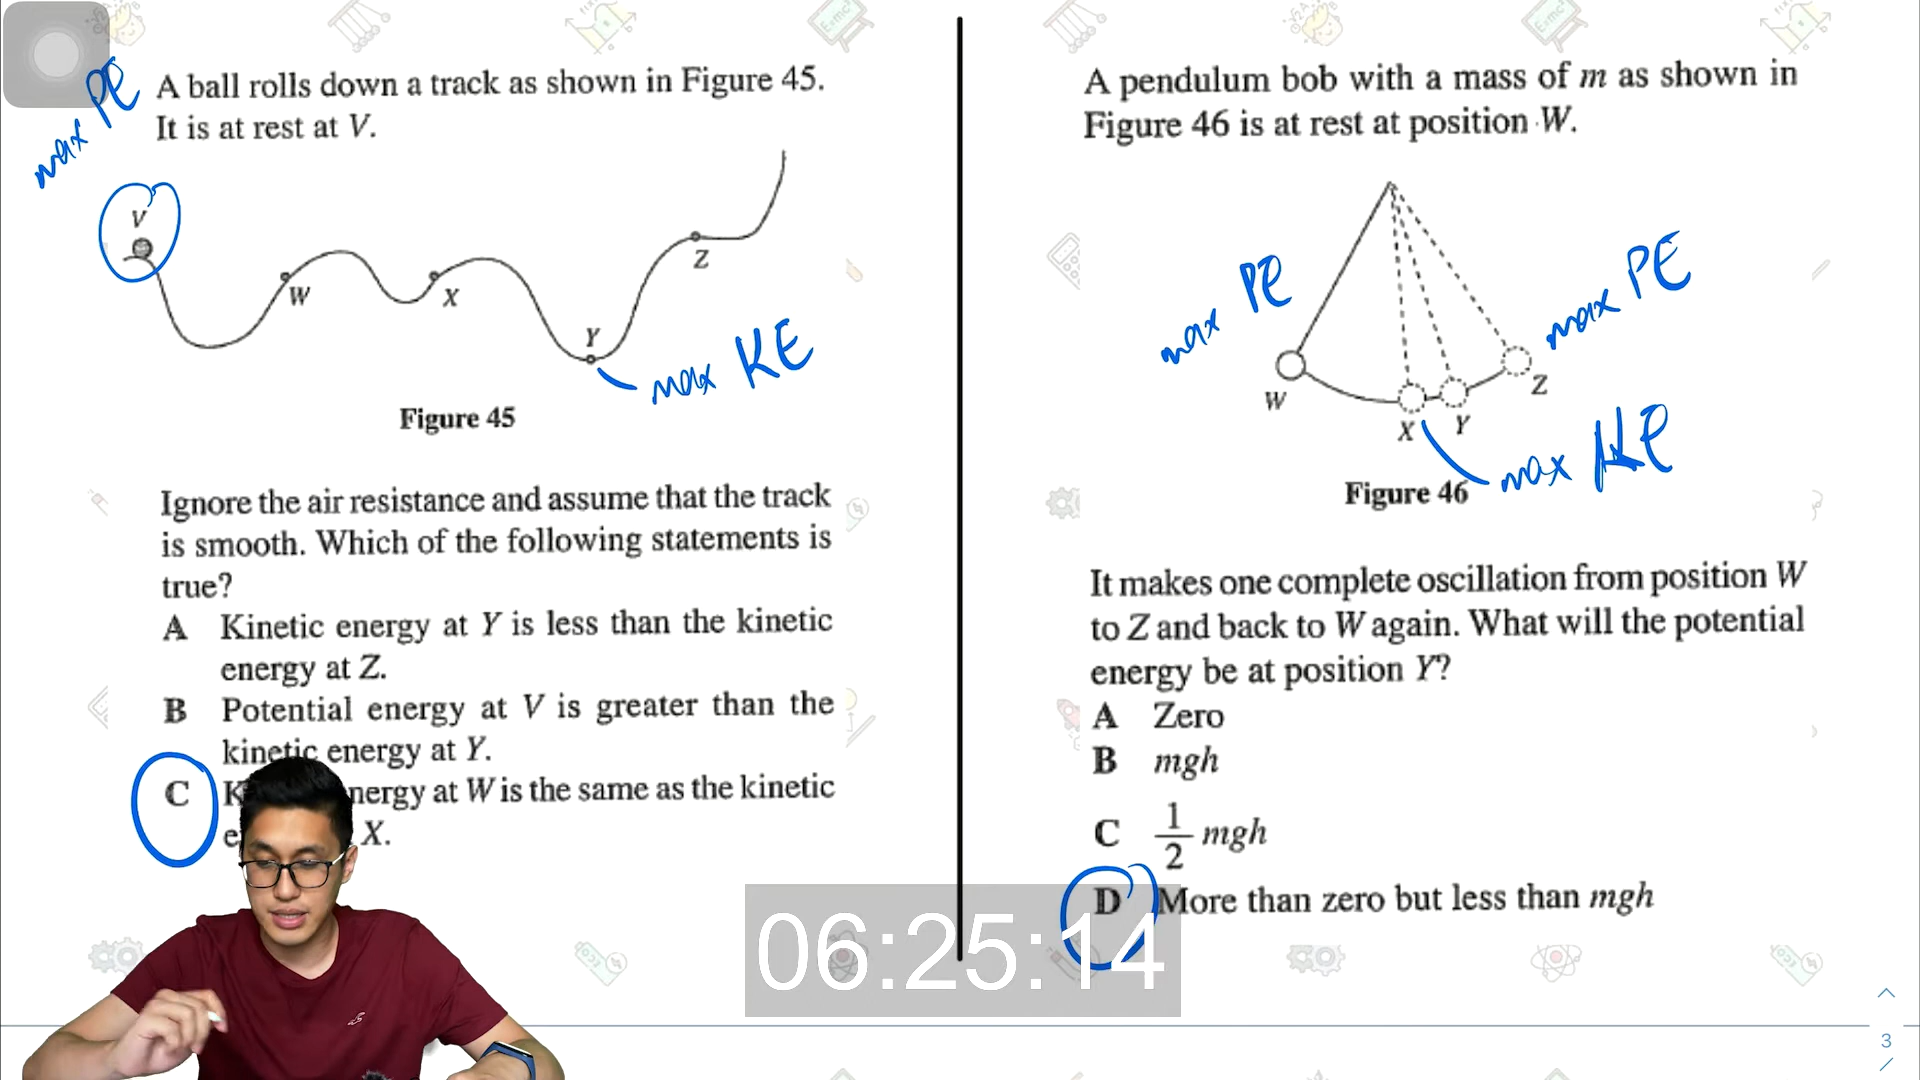 max PE
A ball rolls down a track as shown in Figure 45.
It is at rest at V.
V
W
X
Y
Z
max KE
Figure 45
Ignore the air resistance and assume that the track
is smooth. Which of the following statements is
true?
A Kinetic energy at Y is less than the kinetic
energy at Z.
B Potential energy at V is greater than the
kinetic energy at Y.
C nergy at W is the same as the kinetic
X.
A pendulum bob with a mass of m as shown in
Figure 46 is at rest at position W.
max PE
max PE
W
X
Y
Z
max KE
Figure 46
It makes one complete oscillation from position W
to Z and back to W again. What will the potential
energy be at position Y?
A Zero
B mgh
C 1/2 mgh
D More than zero but less than mgh
06:25:14
3